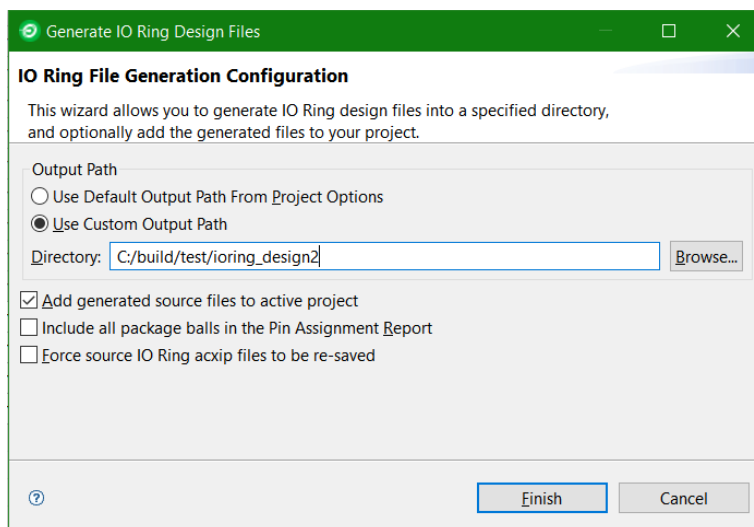 Generate IO Ring Design Files
IO Ring File Generation Configuration
This wizard allows you to generate IO Ring design files into a specified directory,
and optionally add the generated files to your project.
Output Path
Use Default Output Path From Project Options
Use Custom Output Path
Directory: C:/build/test/ioring_design2 Browse...
Add generated source files to active project
Include all package balls in the Pin Assignment Report
Force source IO Ring acxip files to be re-saved
? Finish Cancel